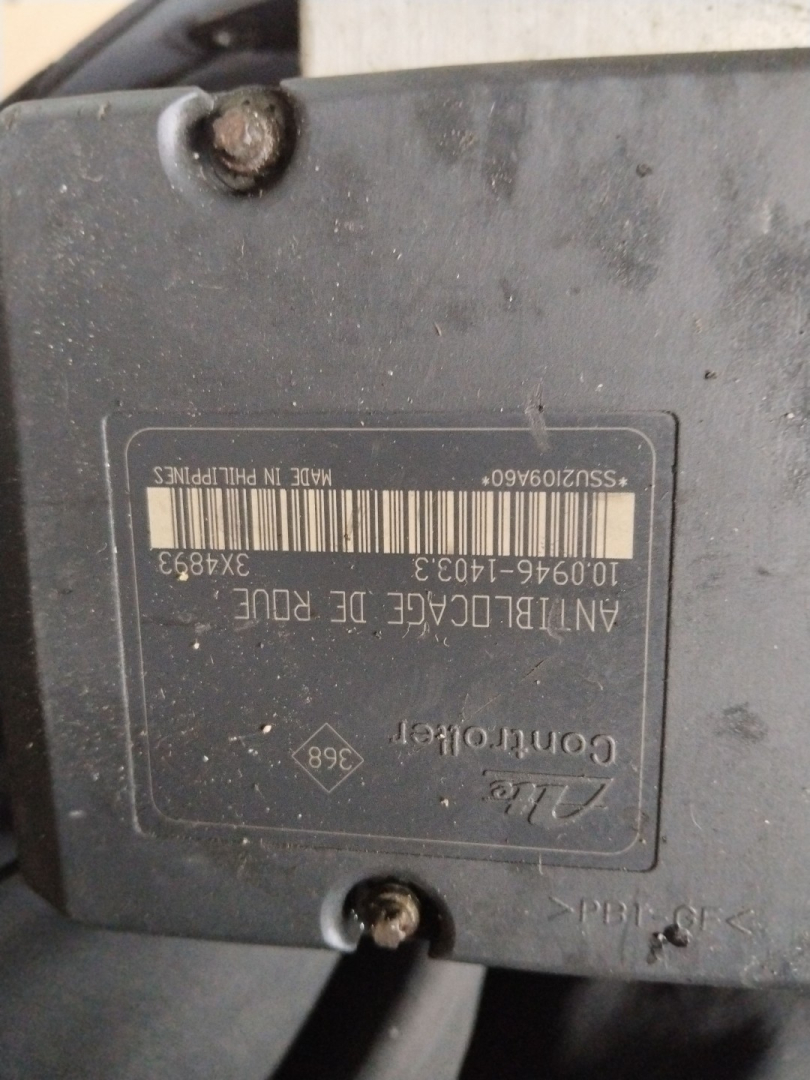 Ate
Controller
368
ANTIBLOCAGE DE ROUE
10.0946-1403.3 3X4893
*SSU2109A60* MADE IN PHILIPPINES
>PBT-GF<